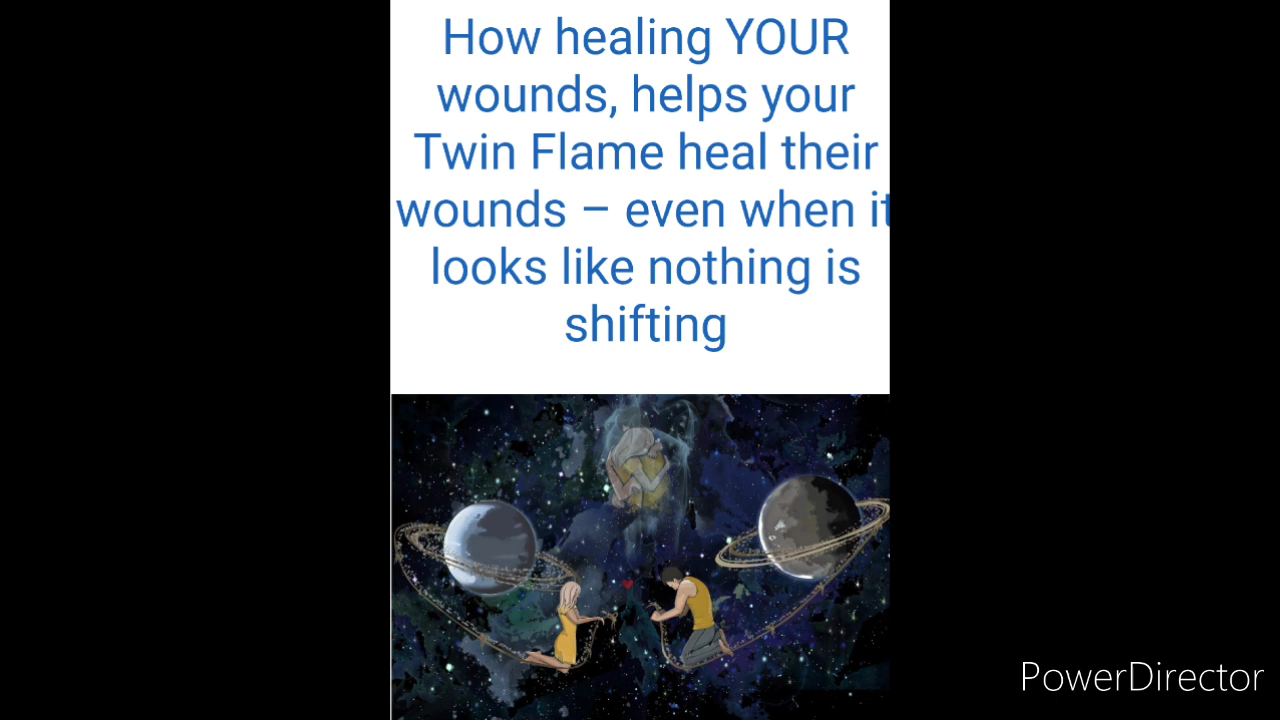 How healing YOUR
wounds, helps your
Twin Flame heal their
wounds – even when it
looks like nothing is
shifting
PowerDirector